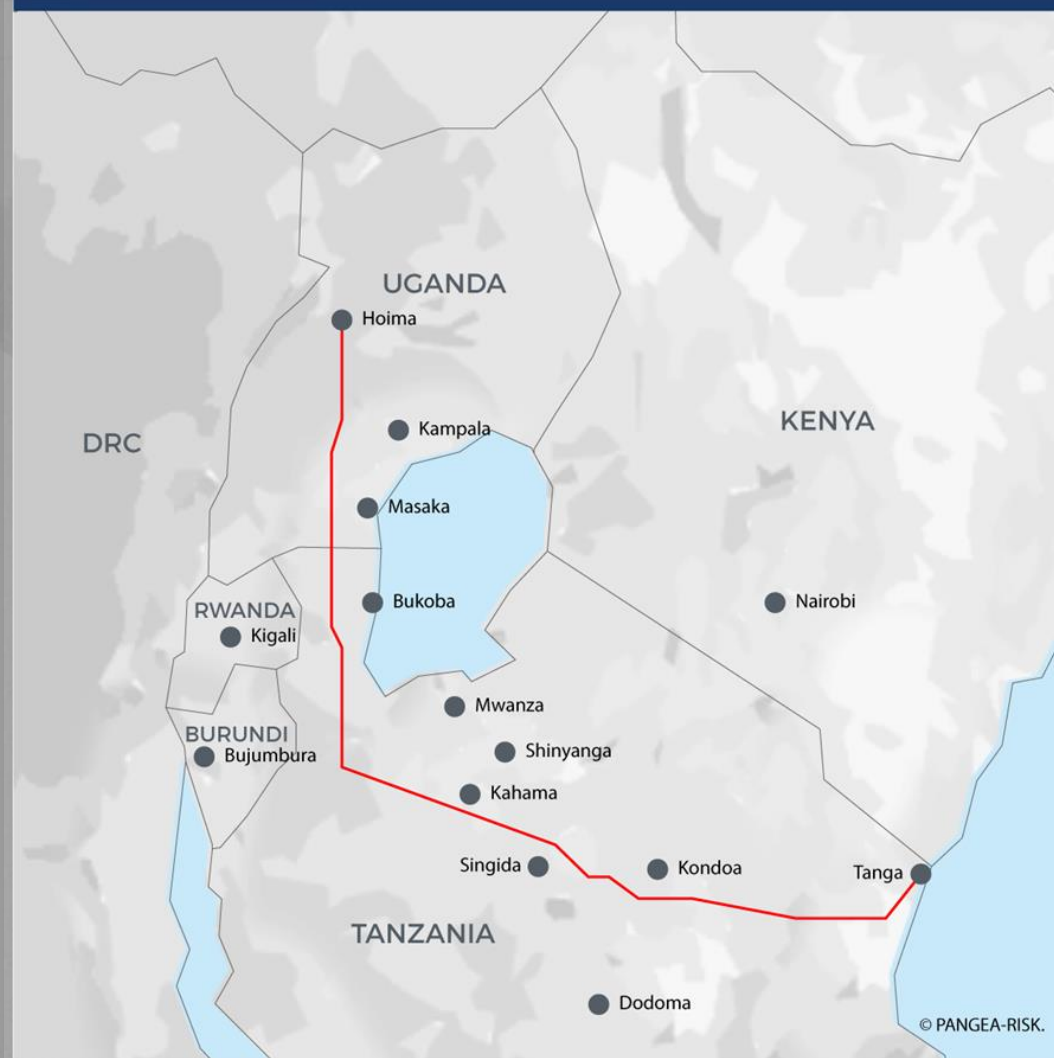 UGANDA
Hoima
KENYA
Kampala
DRC
Masaka
Bukoba
Nairobi
RWANDA
Kigali
Mwanza
BURUNDI
Bujumbura
Shinyanga
Kahama
Singida
Kondoa
Tanga
TANZANIA
Dodoma
© PANGEA-RISK.